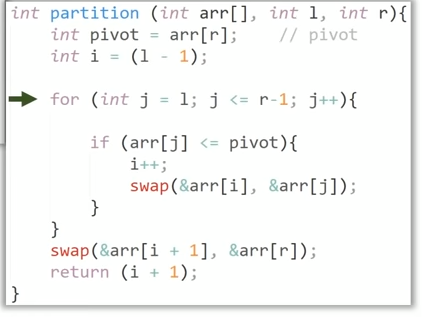 int partition (int arr[], int l, int r){
    int pivot = arr[r];    // pivot
    int i = (l - 1);
    for (int j = l; j <= r-1; j++){
        if (arr[j] <= pivot){
            i++;
            swap(&arr[i], &arr[j]);
        }
    }
    swap(&arr[i + 1], &arr[r]);
    return (i + 1);
}